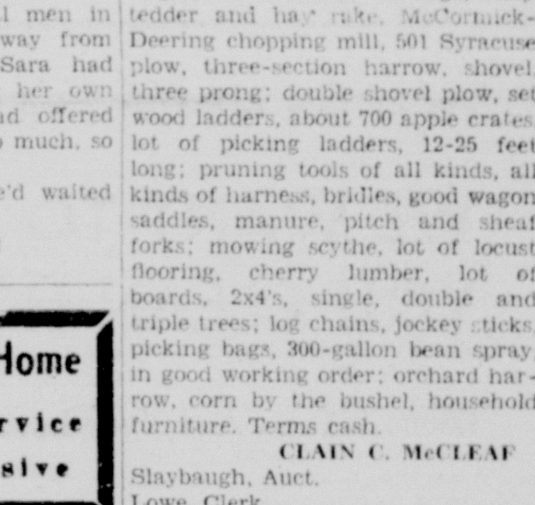 l men in
way from
Sara had
her own
nd offered
much, so
e'd waited
Home
rvice
sive
tedder and hay rake, McCormick-
Deering chopping mill, 501 Syracuse
plow, three-section harrow, shovel,
three prong; double shovel plow, set
wood ladders, about 700 apple crates,
lot of picking ladders, 12-25 feet
long; pruning tools of all kinds, all
kinds of harness, bridles, good wagon
saddles, manure, pitch and sheaf
forks; mowing scythe, lot of locust
flooring, cherry lumber, lot of
boards, 2x4's, single, double and
triple trees; log chains, jockey sticks,
picking bags, 300-gallon bean spray,
in good working order; orchard har-
row, corn by the bushel, household
furniture. Terms cash.
CLAIN C. McCLEAF
Slaybaugh, Auct.
Lowe, Clerk